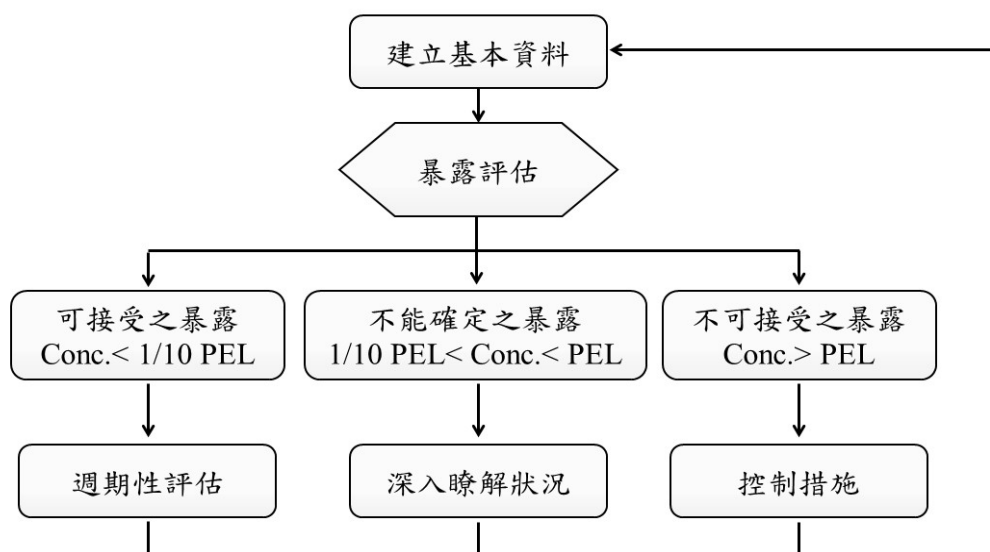 建立基本資料
暴露評估
可接受之暴露
Conc.< 1/10 PEL
不能確定之暴露
1/10 PEL< Conc.< PEL
不可接受之暴露
Conc.> PEL
週期性評估
深入瞭解狀況
控制措施